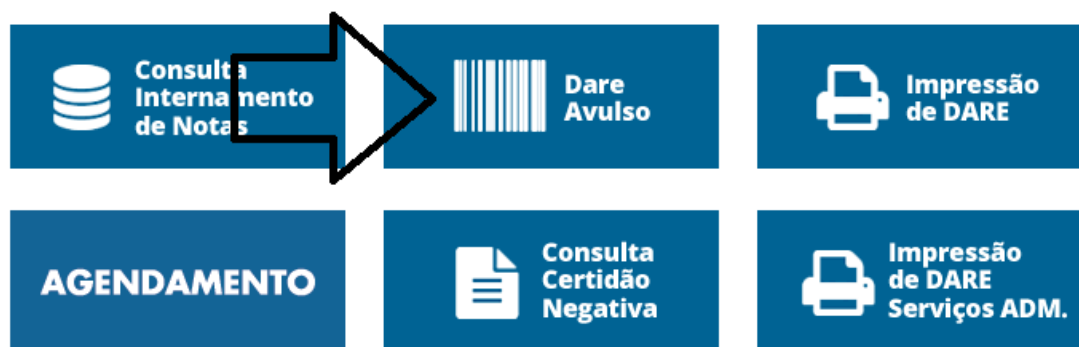 Consulta
Internamento
de Notas
Dare
Avulso
Impressão
de DARE
AGENDAMENTO
Consulta
Certidão
Negativa
Impressão
de DARE
Serviços ADM.